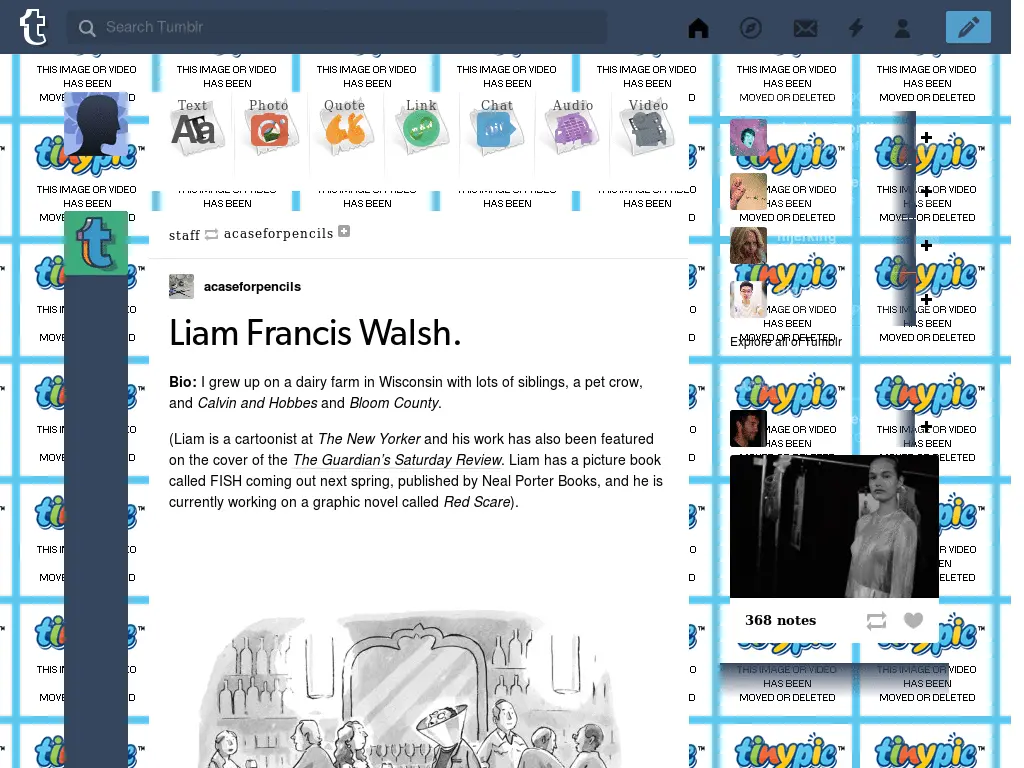 Search Tumblr
THIS IMAGE OR VIDEO
HAS BEEN
MOVED OR DELETED
tinypic
Text Photo Quote Link Chat Audio Video
staff acaseforpencils
acaseforpencils
Liam Francis Walsh.
Bio: I grew up on a dairy farm in Wisconsin with lots of siblings, a pet crow,
and Calvin and Hobbes and Bloom County.
(Liam is a cartoonist at The New Yorker and his work has also been featured
on the cover of the The Guardian's Saturday Review. Liam has a picture book
called FISH coming out next spring, published by Neal Porter Books, and he is
currently working on a graphic novel called Red Scare).
Explore all of Tumblr
368 notes